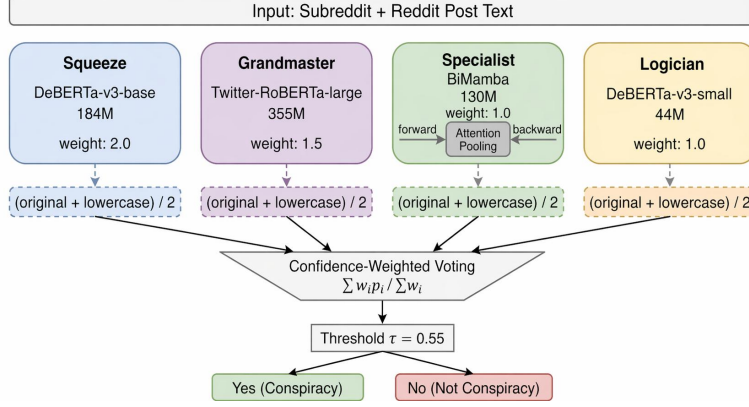 Input: Subreddit + Reddit Post Text
Squeeze
DeBERTa-v3-base
184M
weight: 2.0
Grandmaster
Twitter-RoBERTa-large
355M
weight: 1.5
Specialist
BiMamba
130M
weight: 1.0
forward
Attention
Pooling
backward
Logician
DeBERTa-v3-small
44M
weight: 1.0
(original + lowercase) / 2
(original + lowercase) / 2
(original + lowercase) / 2
(original + lowercase) / 2
Confidence-Weighted Voting
∑ wᵢpᵢ / ∑ wᵢ
Threshold τ = 0.55
Yes (Conspiracy)
No (Not Conspiracy)